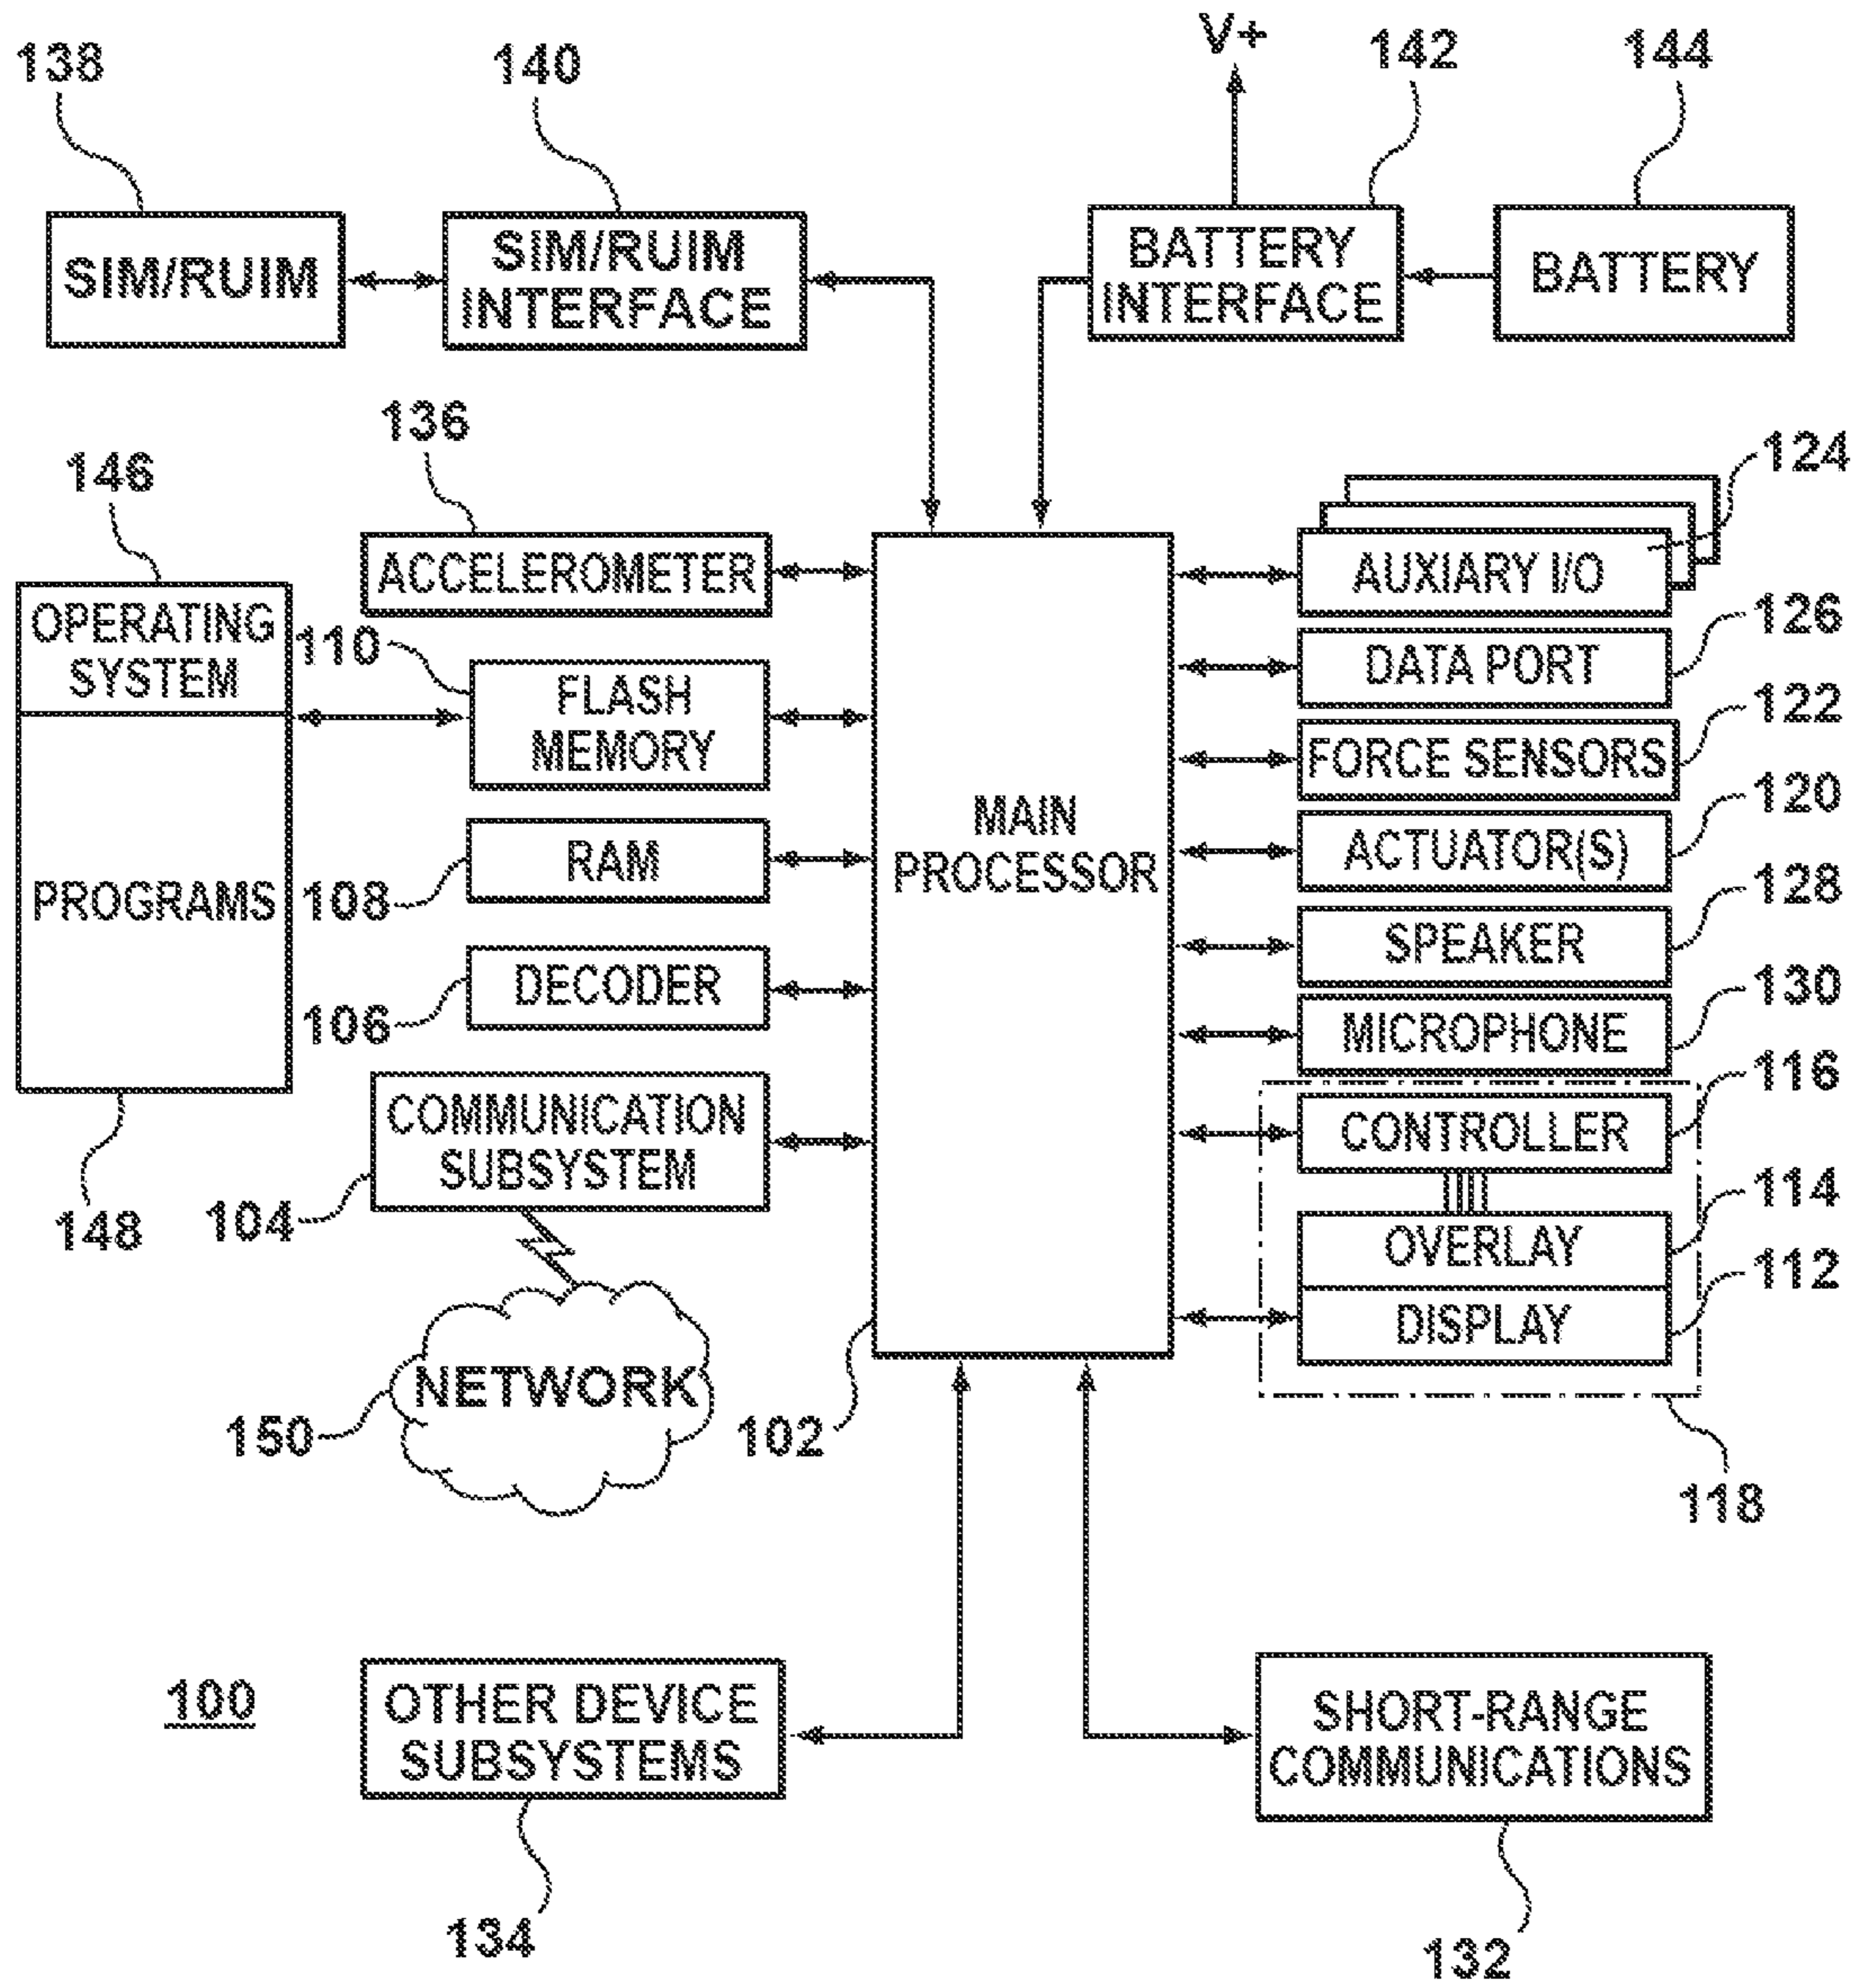 V+
138
140
142
144
SIM/RUIM
SIM/RUIM
INTERFACE
BATTERY
INTERFACE
BATTERY
136
124
146
ACCELEROMETER
AUXIARY I/O
OPERATING
SYSTEM
110
126
FLASH
MEMORY
DATA PORT
122
FORCE SENSORS
MAIN
PROCESSOR
120
RAM
ACTUATOR(S)
PROGRAMS
108
128
SPEAKER
DECODER
130
106
MICROPHONE
116
COMMUNICATION
SUBSYSTEM
CONTROLLER
148
104
114
OVERLAY
112
DISPLAY
NETWORK
150
102
118
100
OTHER DEVICE
SUBSYSTEMS
SHORT-RANGE
COMMUNICATIONS
134
132